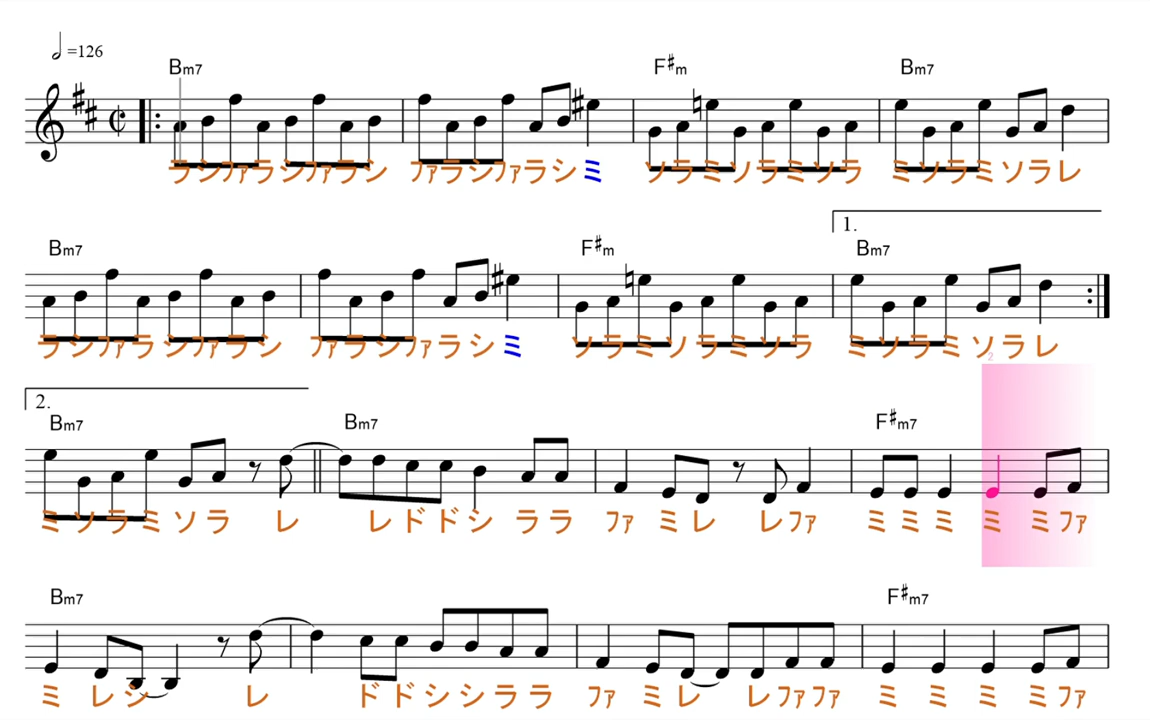 =126
Bm7 F#m Bm7
ラシファラシファラシ ファラシファラシミ ソラミソラミソラ ミソラミソラレ
1.
Bm7 F#m Bm7
ラシファラシファラシ ファラシファラシミ ソラミソラミソラ ミソラミソラレ
2
2.
Bm7 Bm7 F#m7
ミソラミソラ レ レドドシ ララ ファ ミレ レファ ミミミ ミ ミファ
Bm7 F#m7
ミ レシ レ ドドシシララ ファ ミレ レファファ ミ ミ ミ ミファ